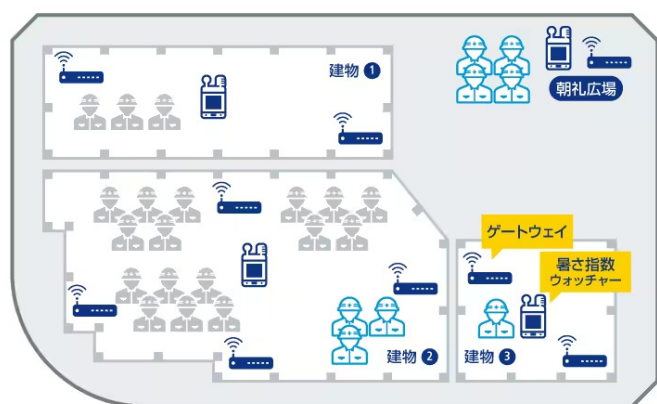 建物 1
朝礼広場
ゲートウェイ
暑さ指数
ウォッチャー
建物 2
建物 3